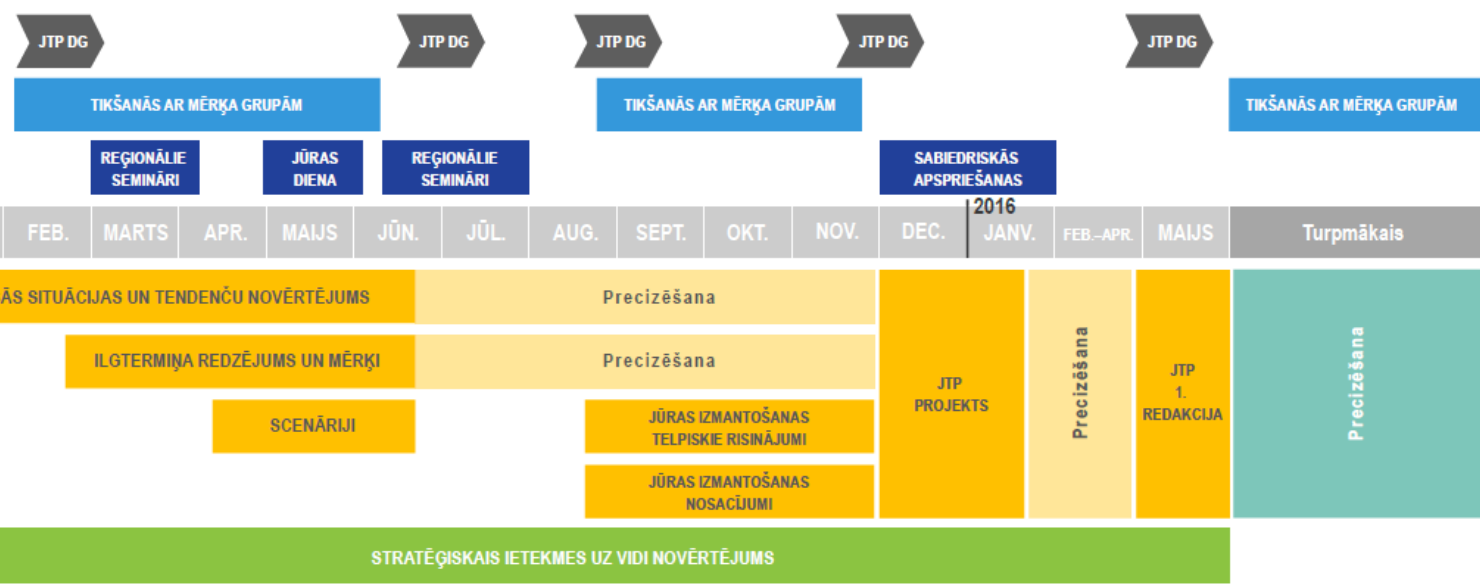 JTP DG
JTP DG
JTP DG
JTP DG
JTP DG
TIKŠANĀS AR MĒRĶA GRUPĀM
TIKŠANĀS AR MĒRĶA GRUPĀM
TIKŠANĀS AR MĒRĶA GRUPĀM
REĢIONĀLIE
SEMINĀRI
JŪRAS
DIENA
REĢIONĀLIE
SEMINĀRI
SABIEDRISKĀS
APSPRIEŠANAS
2016
FEB.
MARTS
APR.
MAIJS
JŪN.
JŪL.
AUG.
SEPT.
OKT.
NOV.
DEC.
JANV.
FEB.–APR.
MAIJS
Turpmākais
ĀS SITUĀCIJAS UN TENDENČU NOVĒRTĒJUMS
Precizēšana
ILGTERMIŅA REDZĒJUMS UN MĒRĶI
Precizēšana
SCENĀRIJI
JŪRAS IZMANTOŠANAS
TELPISKIE RISINĀJUMI
JŪRAS IZMANTOŠANAS
NOSACĪJUMI
JTP
PROJEKTS
Precizēšana
JTP
1.
REDAKCIJA
Precizēšana
STRATĒĢISKAIS IETEKMES UZ VIDI NOVĒRTĒJUMS